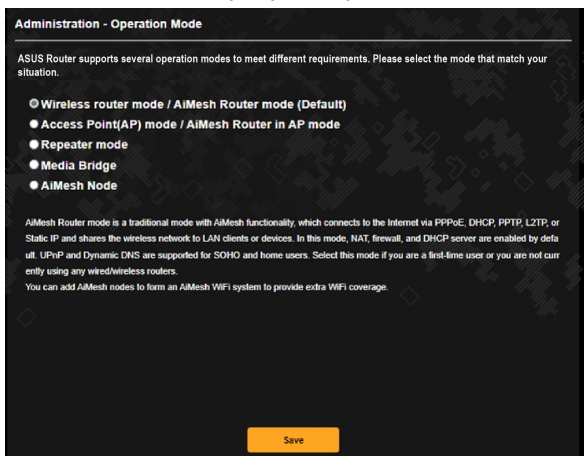 Administration - Operation Mode
ASUS Router supports several operation modes to meet different requirements. Please select the mode that match your
situation.
Wireless router mode / AiMesh Router mode (Default)
Access Point(AP) mode / AiMesh Router in AP mode
Repeater mode
Media Bridge
AiMesh Node
AiMesh Router mode is a traditional mode with AiMesh functionality, which connects to the Internet via PPPoE, DHCP, PPTP, L2TP, or
Static IP and shares the wireless network to LAN clients or devices. In this mode, NAT, firewall, and DHCP server are enabled by defa
ult. UPnP and Dynamic DNS are supported for SOHO and home users. Select this mode if you are a first-time user or you are not curr
ently using any wired/wireless routers.
You can add AiMesh nodes to form an AiMesh WiFi system to provide extra WiFi coverage.
Save